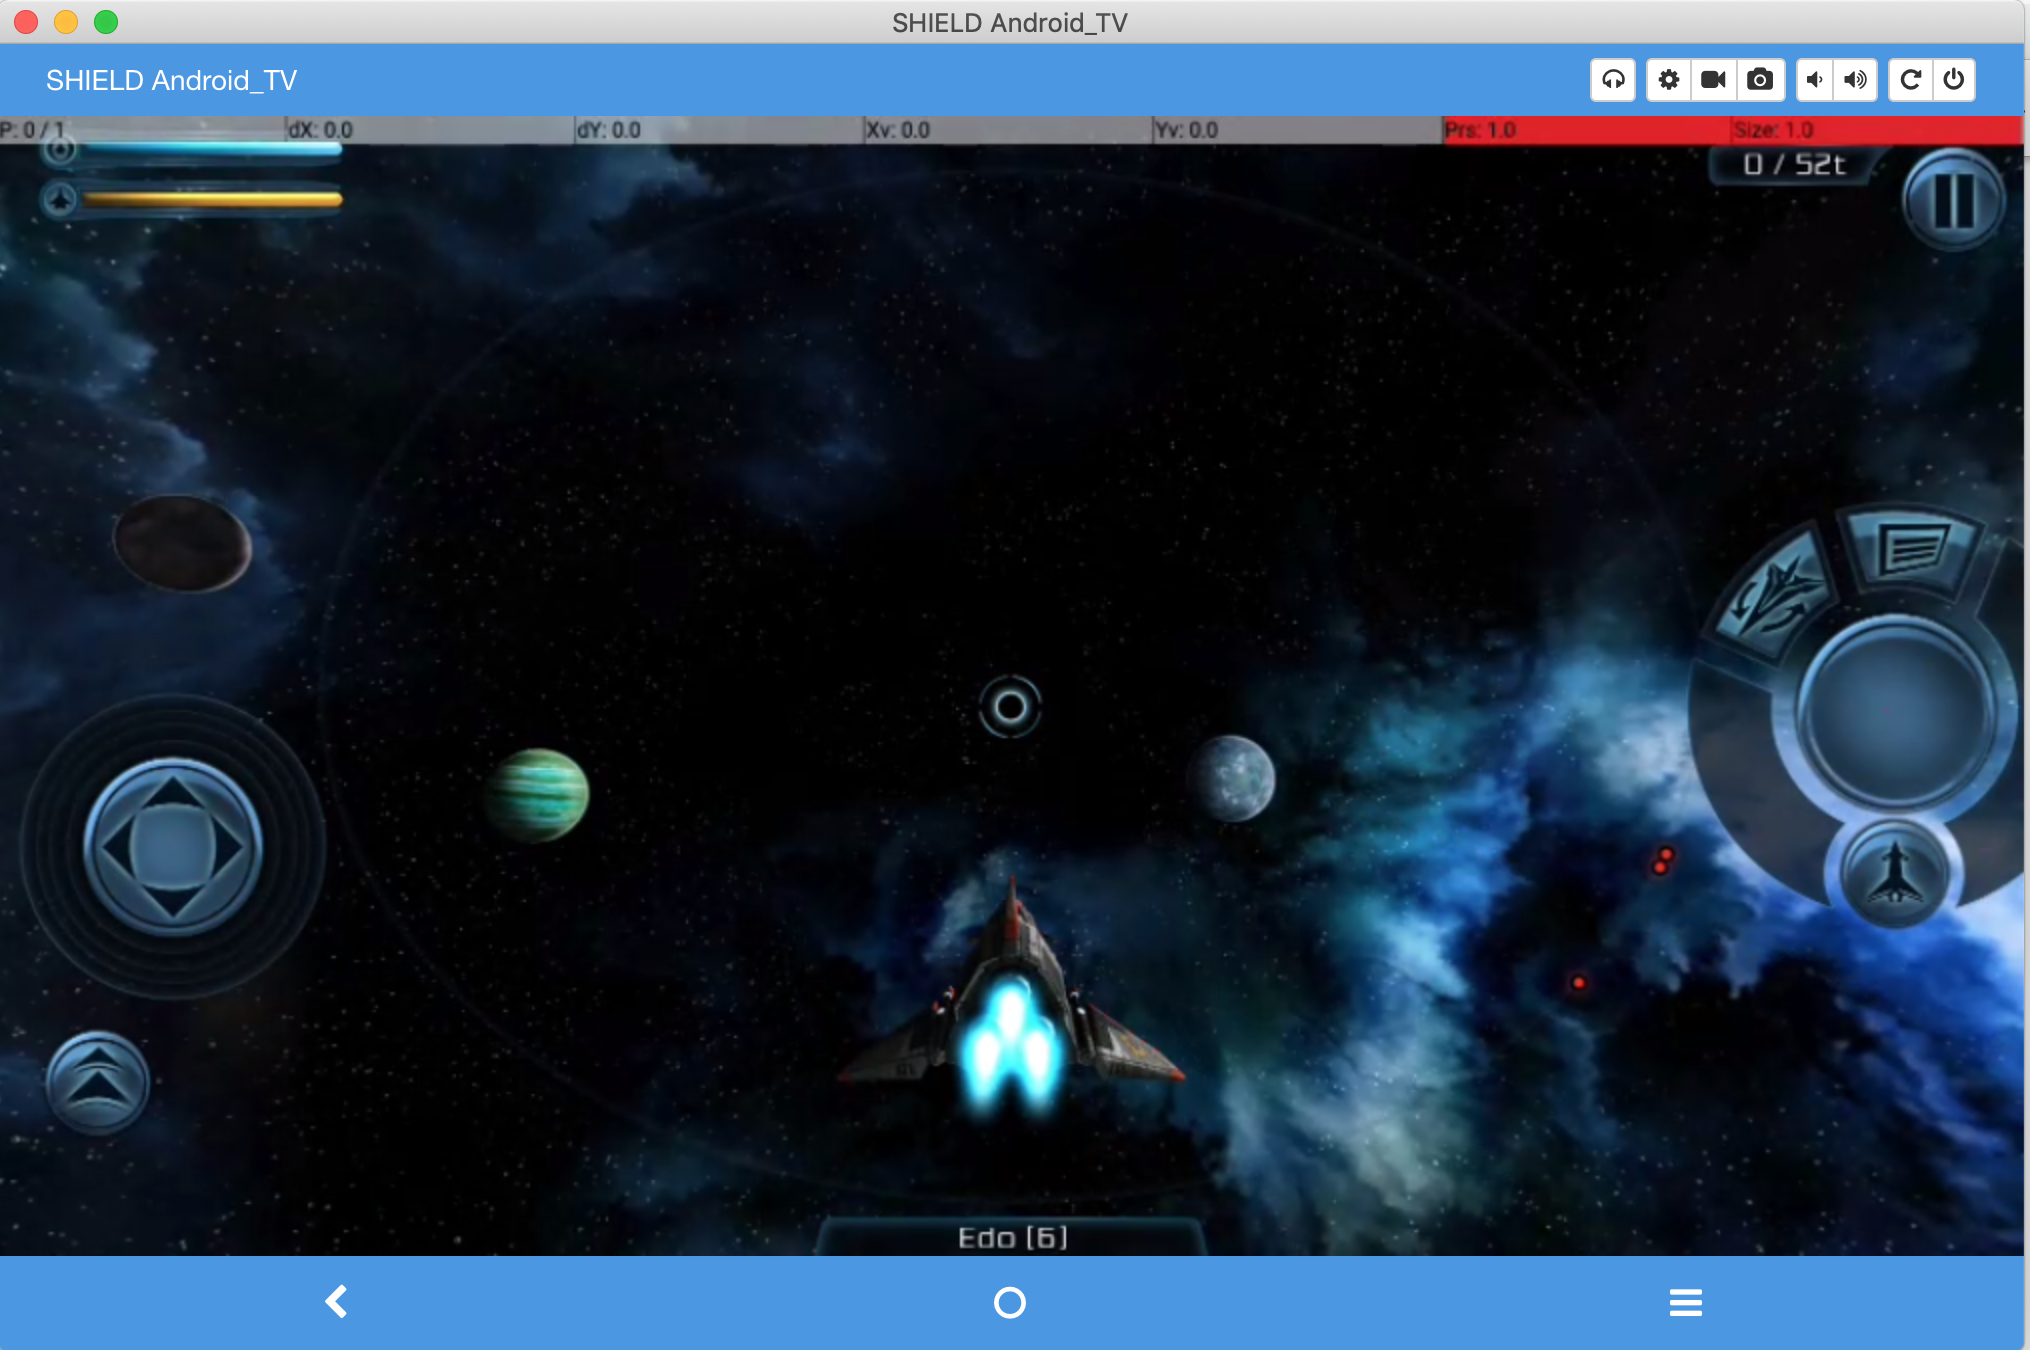 SHIELD Android_TV
SHIELD Android_TV
P: 0 / 1 dX: 0.0 dY: 0.0 Xv: 0.0 Yv: 0.0 Prs: 1.0 Size: 1.0
0 / 52t
Edo [6]